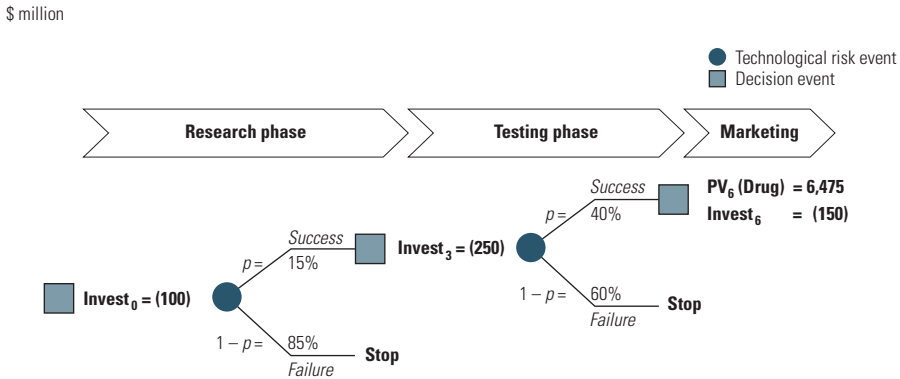 $ million
Technological risk event
Decision event
Research phase
Testing phase
Marketing
Success
PV6 (Drug) = 6,475
p = 40%
Invest6 = (150)
Success
p = 15%
Invest3 = (250)
Invest0 = (100)
1 – p = 60%
Stop
Failure
1 – p = 85%
Stop
Failure